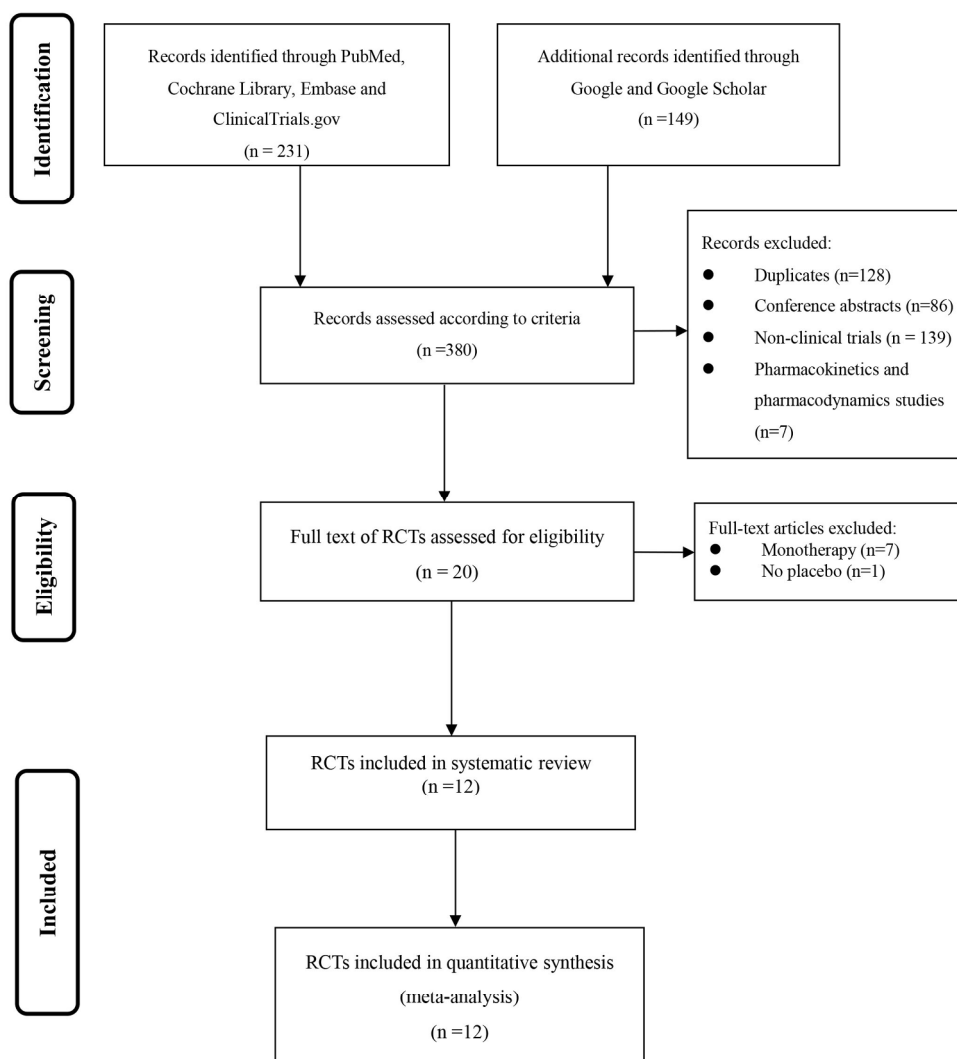 Identification
Records identified through PubMed,
Cochrane Library, Embase and
ClinicalTrials.gov
(n = 231)
Additional records identified through
Google and Google Scholar
(n =149)
Screening
Records assessed according to criteria
(n =380)
Records excluded:
● Duplicates (n=128)
● Conference abstracts (n=86)
● Non-clinical trials (n = 139)
● Pharmacokinetics and
pharmacodynamics studies
(n=7)
Eligibility
Full text of RCTs assessed for eligibility
(n = 20)
Full-text articles excluded:
● Monotherapy (n=7)
● No placebo (n=1)
Included
RCTs included in systematic review
(n =12)
RCTs included in quantitative synthesis
(meta-analysis)
(n =12)